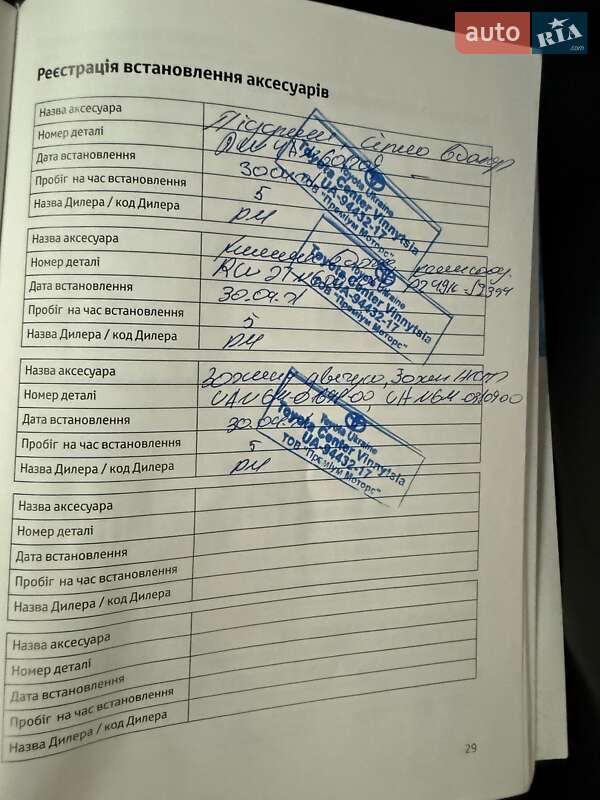 auto RIA .com
Реєстрація встановлення аксесуарів
Назва аксесуара
Номер деталі
Дата встановлення
Пробіг на час встановлення 5
Назва Дилера / код Дилера
Toyota Ukraine
Toyota Center Vinnytsia
UA-94432-17
ТОВ "Преміум Моторс"
Назва аксесуара
Номер деталі
Дата встановлення 30.04.21
Пробіг на час встановлення 5
Назва Дилера / код Дилера
Toyota Ukraine
Toyota Center Vinnytsia
UA-94432-17
ТОВ "Преміум Моторс"
Назва аксесуара
Номер деталі
Дата встановлення 30.04.
Пробіг на час встановлення 5
Назва Дилера / код Дилера
Toyota Ukraine
Toyota Center Vinnytsia
UA-94432-17
ТОВ "Преміум Моторс"
Назва аксесуара
Номер деталі
Дата встановлення
Пробіг на час встановлення
Назва Дилера / код Дилера
Назва аксесуара
Номер деталі
Дата встановлення
Пробіг на час встановлення
Назва Дилера / код Дилера
29